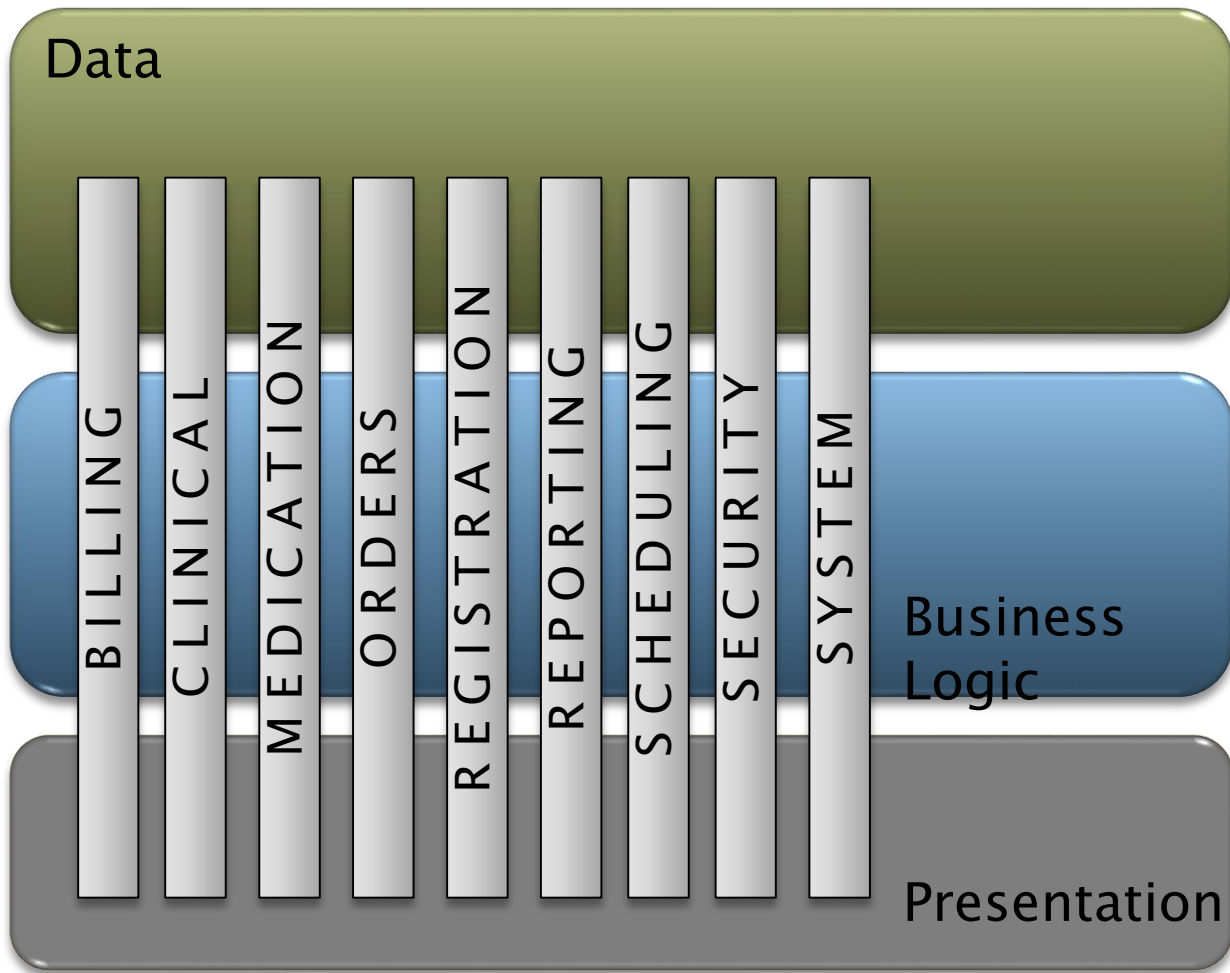 Data
BILLING
CLINICAL
MEDICATION
ORDERS
REGISTRATION
REPORTING
SCHEDULING
SECURITY
SYSTEM
Business
Logic
Presentation